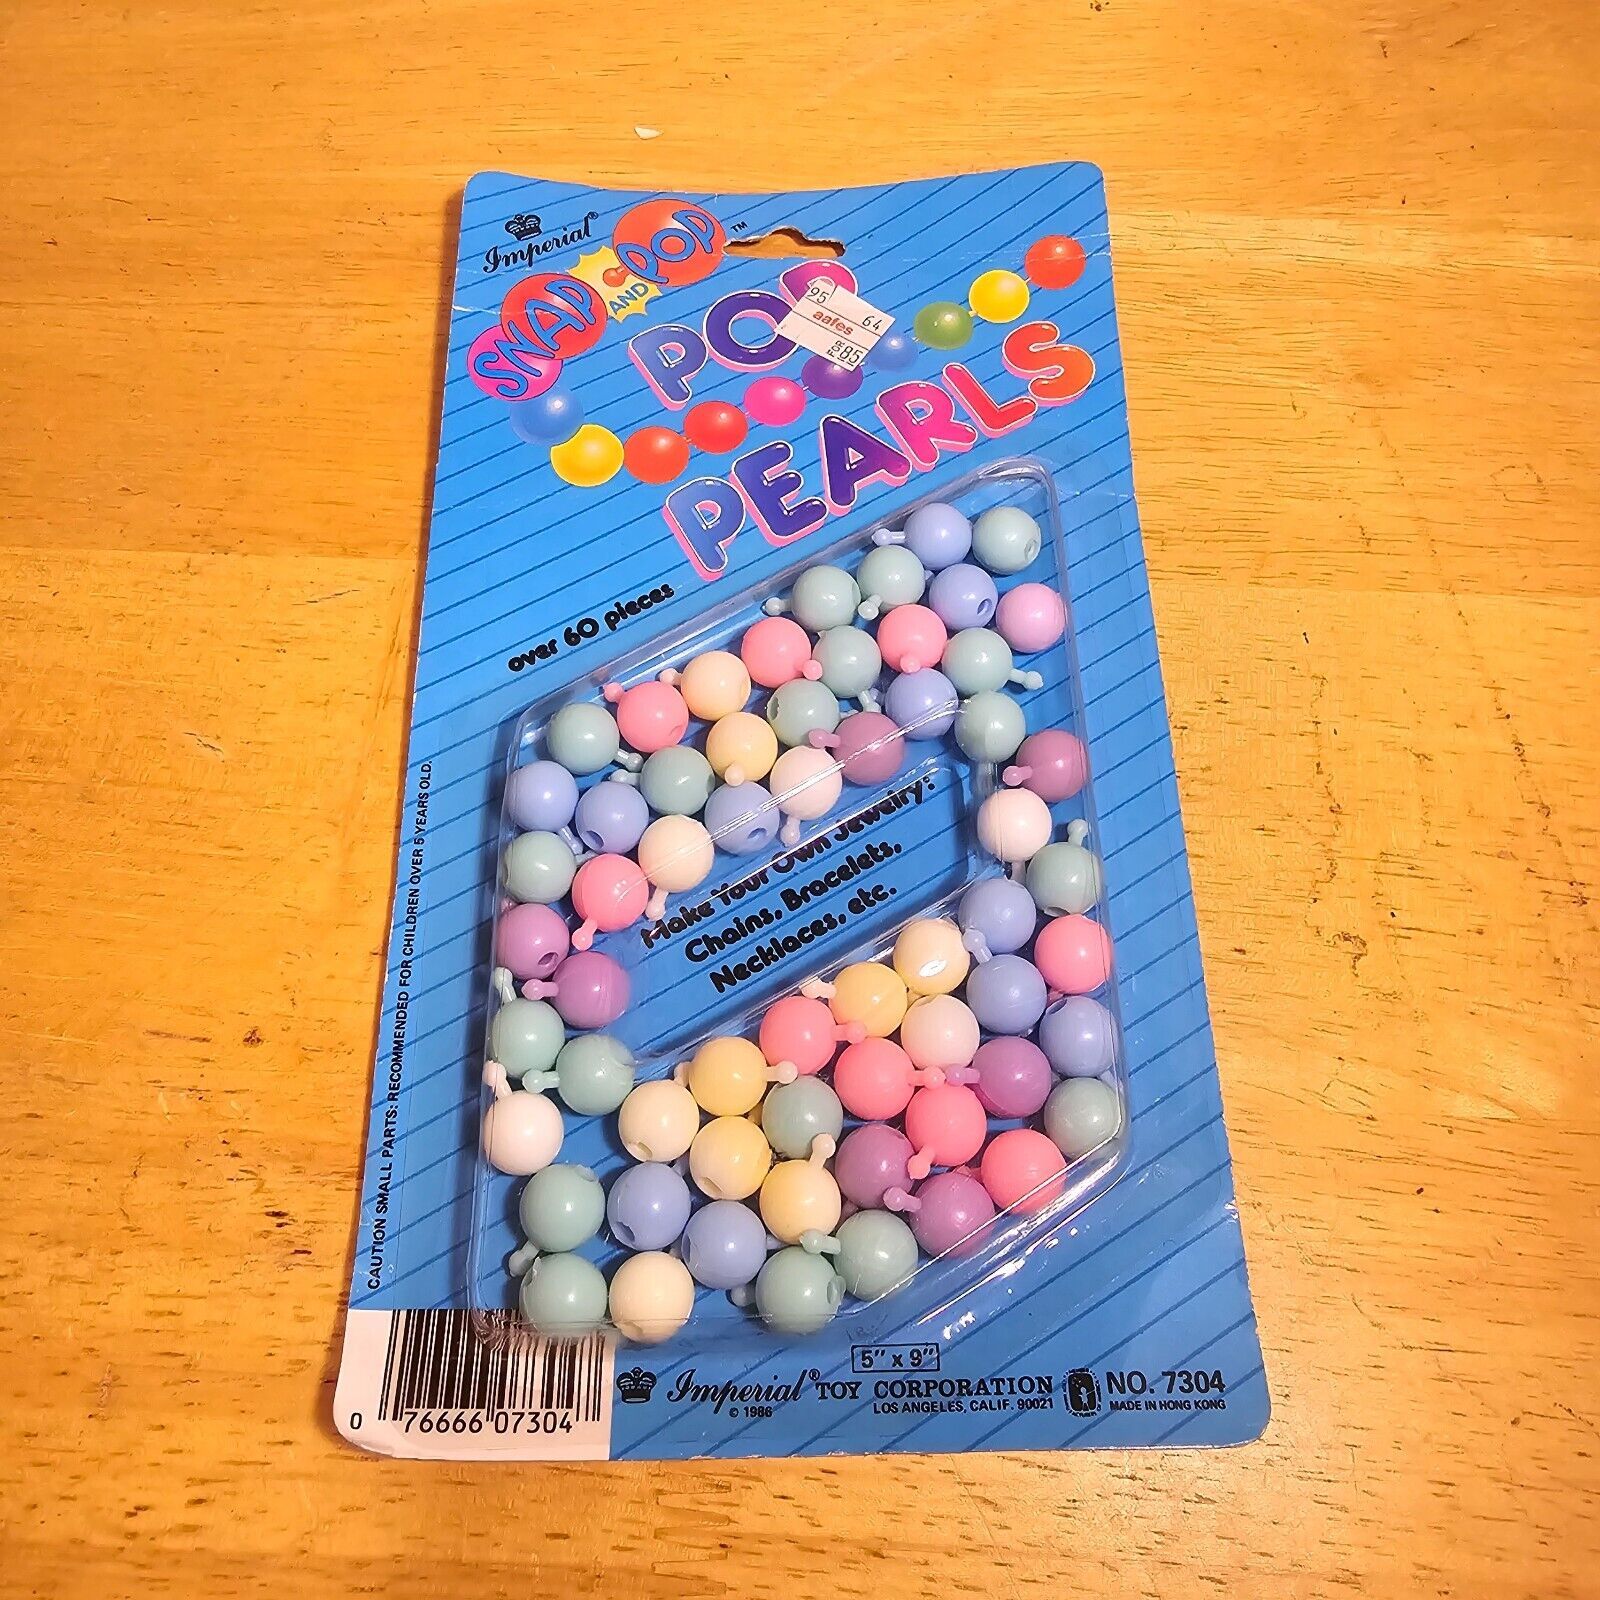 Imperial®
SNAP AND POP™
POP
PEARLS
95 64
aafes
85
over 60 pieces
Make Your Own Jewelry:
Chains, Bracelets,
Necklaces, etc.
CAUTION SMALL PARTS: RECOMMENDED FOR CHILDREN OVER 5 YEARS OLD.
5" x 9"
Imperial® TOY CORPORATION
© 1986 LOS ANGELES, CALIF. 90021
NO. 7304
MADE IN HONG KONG
0 76666 07304